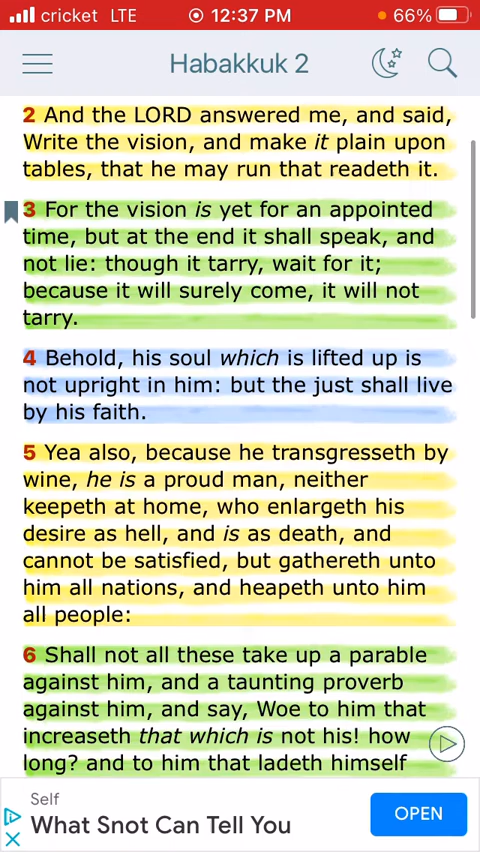 cricket LTE 12:37 PM 66%
Habakkuk 2
2 And the LORD answered me, and said,
Write the vision, and make it plain upon
tables, that he may run that readeth it.
3 For the vision is yet for an appointed
time, but at the end it shall speak, and
not lie: though it tarry, wait for it;
because it will surely come, it will not
tarry.
4 Behold, his soul which is lifted up is
not upright in him: but the just shall live
by his faith.
5 Yea also, because he transgresseth by
wine, he is a proud man, neither
keepeth at home, who enlargeth his
desire as hell, and is as death, and
cannot be satisfied, but gathereth unto
him all nations, and heapeth unto him
all people:
6 Shall not all these take up a parable
against him, and a taunting proverb
against him, and say, Woe to him that
increaseth that which is not his! how
long? and to him that ladeth himself
Self
What Snot Can Tell You
OPEN